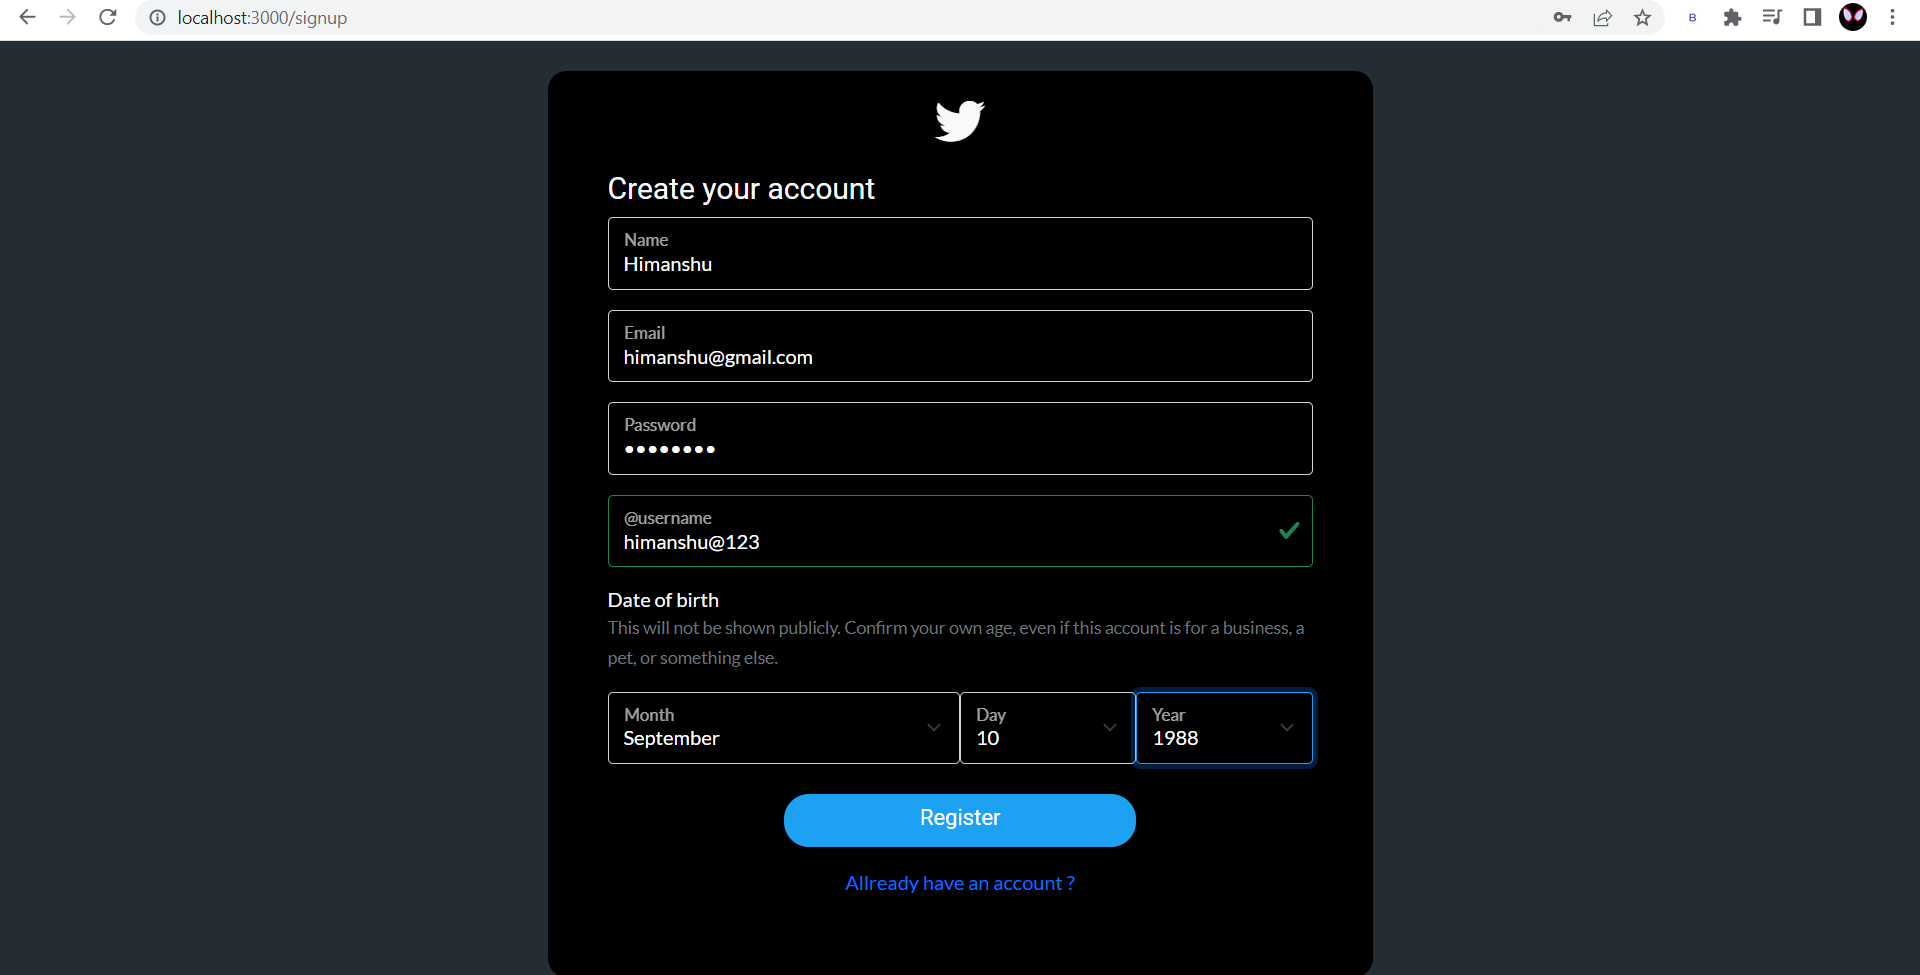 localhost:3000/signup
B
Create your account
Name
Himanshu
Email
himanshu@gmail.com
Password
••••••••
@username
himanshu@123
Date of birth
This will not be shown publicly. Confirm your own age, even if this account is for a business, a
pet, or something else.
Month
September
Day
10
Year
1988
Register
Allready have an account ?